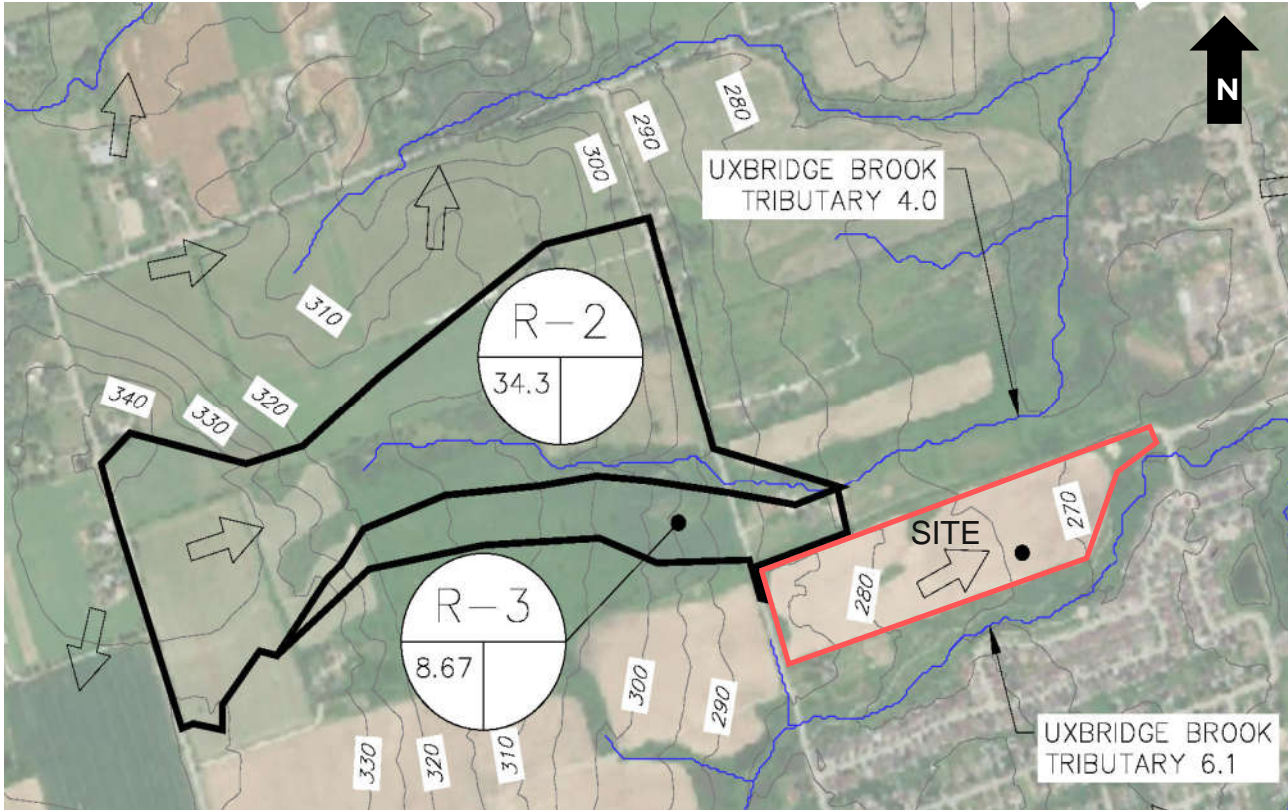 N
280
290
300
UXBRIDGE BROOK
TRIBUTARY 4.0
310
R-2
34.3
340
330
320
270
SITE
280
R-3
8.67
300
290
330
320
310
UXBRIDGE BROOK
TRIBUTARY 6.1